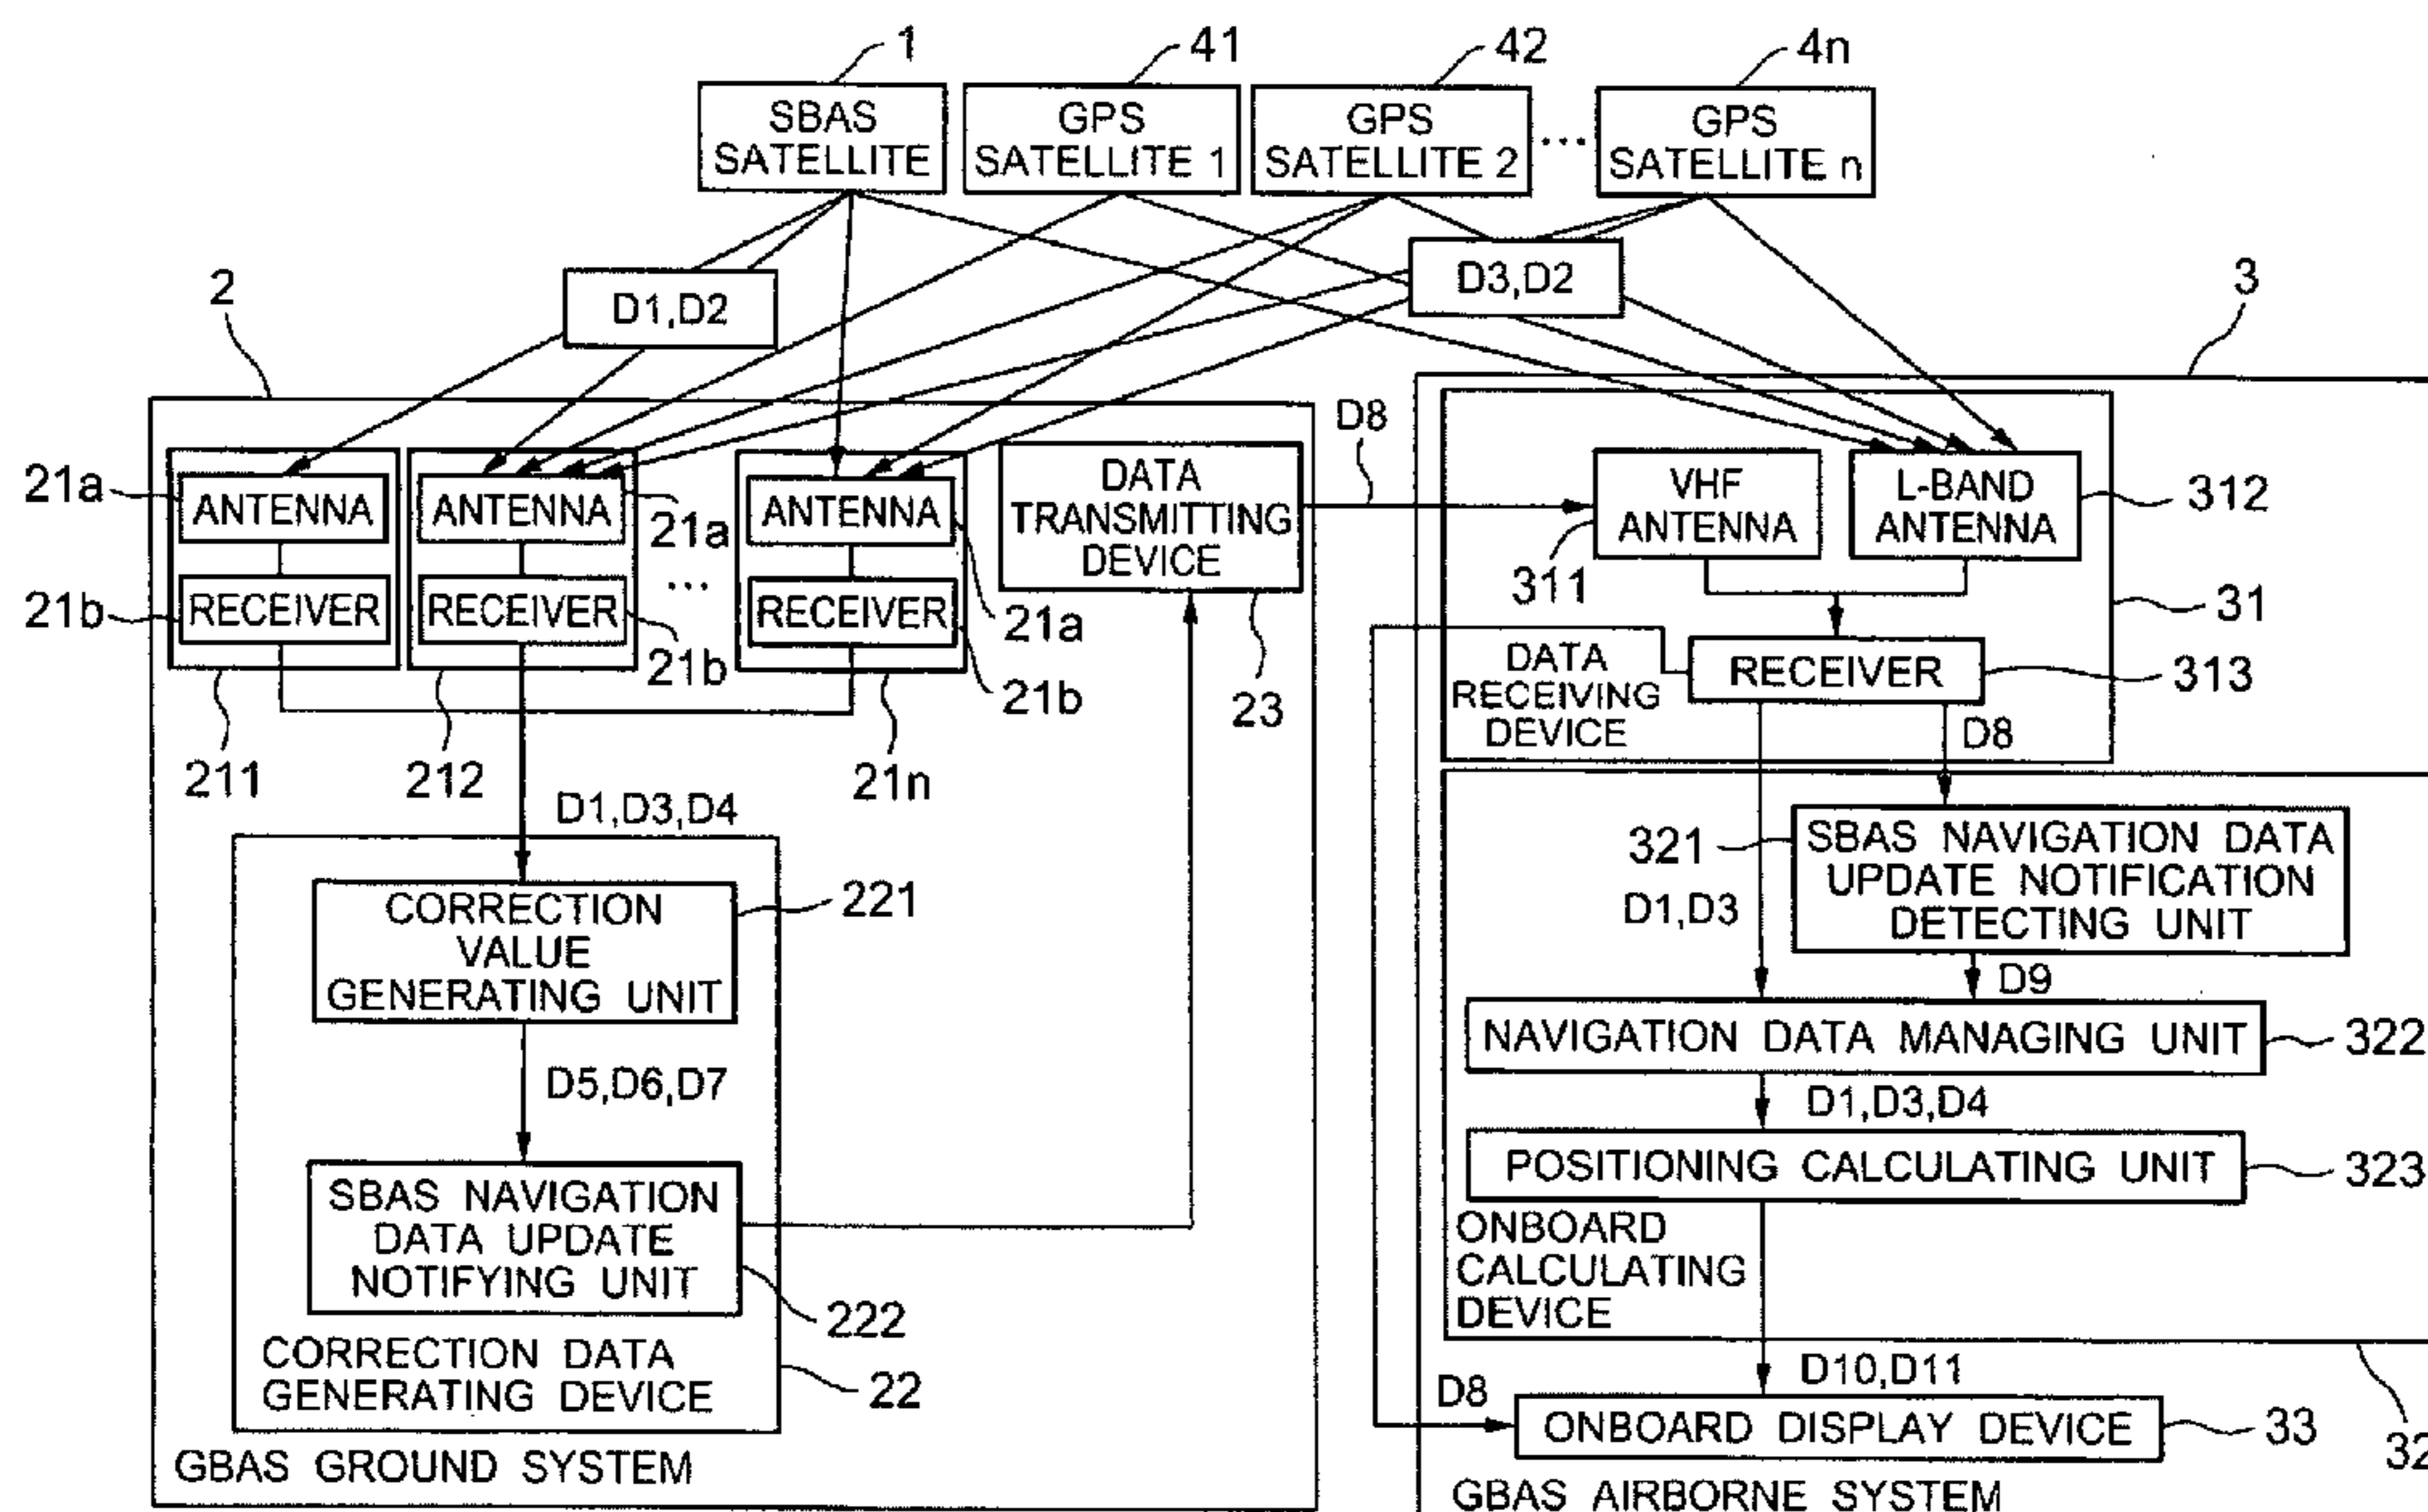 1
41
42
4n
SBAS
SATELLITE
GPS
SATELLITE 1
GPS
SATELLITE 2
...
GPS
SATELLITE n
D1,D2
D3,D2
2
3
D8
21a
ANTENNA
21b
RECEIVER
211
ANTENNA
21a
RECEIVER
21b
212
...
ANTENNA
21a
RECEIVER
21b
21n
DATA
TRANSMITTING
DEVICE
23
VHF
ANTENNA
311
L-BAND
ANTENNA
312
31
RECEIVER
313
DATA
RECEIVING
DEVICE
D8
D1,D3,D4
CORRECTION
VALUE
GENERATING UNIT
221
D5,D6,D7
SBAS NAVIGATION
DATA UPDATE
NOTIFYING UNIT
222
CORRECTION DATA
GENERATING DEVICE
22
GBAS GROUND SYSTEM
321
SBAS NAVIGATION DATA
UPDATE NOTIFICATION
DETECTING UNIT
D1,D3
D9
NAVIGATION DATA MANAGING UNIT
322
D1,D3,D4
POSITIONING CALCULATING UNIT
323
ONBOARD
CALCULATING
DEVICE
D10,D11
D8
ONBOARD DISPLAY DEVICE
33
32
GBAS AIRBORNE SYSTEM